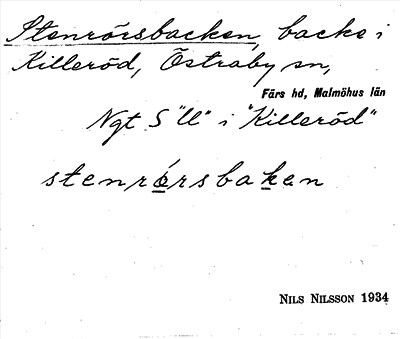 Stenrörsbacken, backe i
Killeröd, Östraby sn,
Färs hd, Malmöhus län
Ngt S "ll" i "Killeröd"
stenrörsbaken
NILS NILSSON 1934